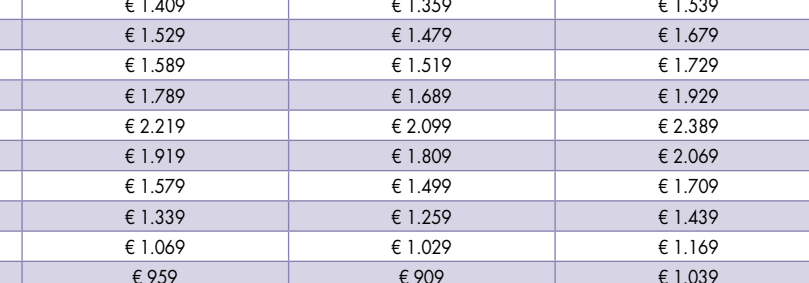 € 1.409 € 1.359 € 1.539
€ 1.529 € 1.479 € 1.679
€ 1.589 € 1.519 € 1.729
€ 1.789 € 1.689 € 1.929
€ 2.219 € 2.099 € 2.389
€ 1.919 € 1.809 € 2.069
€ 1.579 € 1.499 € 1.709
€ 1.339 € 1.259 € 1.439
€ 1.069 € 1.029 € 1.169
€ 959 € 909 € 1.039